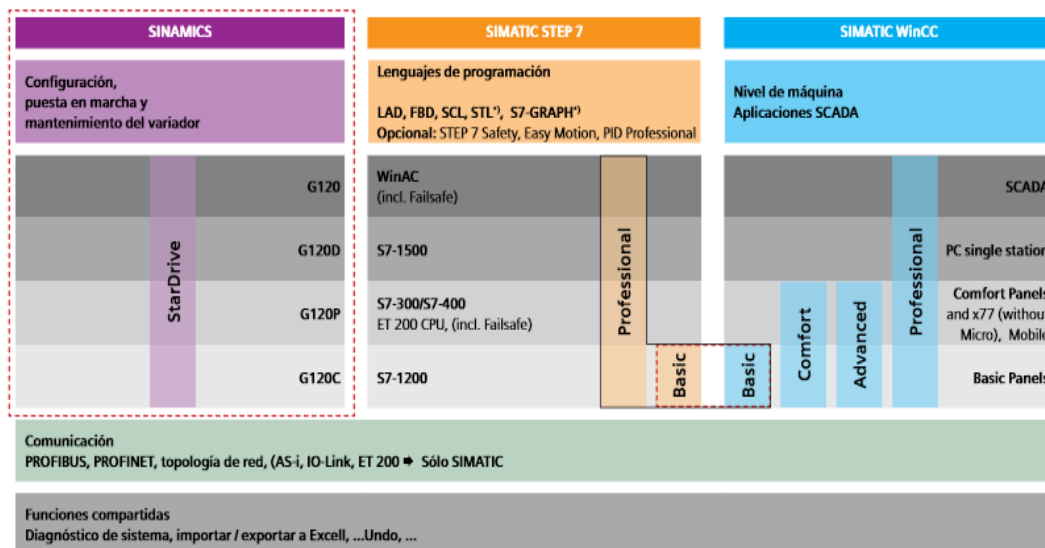 SINAMICS
Configuración,
puesta en marcha y
mantenimiento del variador
G120
G120D
G120P
G120C
StarDrive
SIMATIC STEP 7
Lenguajes de programación
LAD, FBD, SCL, STL*), S7-GRAPH*)
Opcional: STEP 7 Safety, Easy Motion, PID Professional
WinAC
(incl. Failsafe)
S7-1500
S7-300/S7-400
ET 200 CPU, (incl. Failsafe)
S7-1200
Professional
Basic
SIMATIC WinCC
Nivel de máquina
Aplicaciones SCADA
Basic
Comfort
Advanced
Professional
SCADA
PC single station
Comfort Panels
and x77 (without
Micro), Mobile
Basic Panels
Comunicación
PROFIBUS, PROFINET, topología de red, (AS-i, IO-Link, ET 200 ➧ Sólo SIMATIC
Funciones compartidas
Diagnóstico de sistema, importar / exportar a Excell, ...Undo, ...